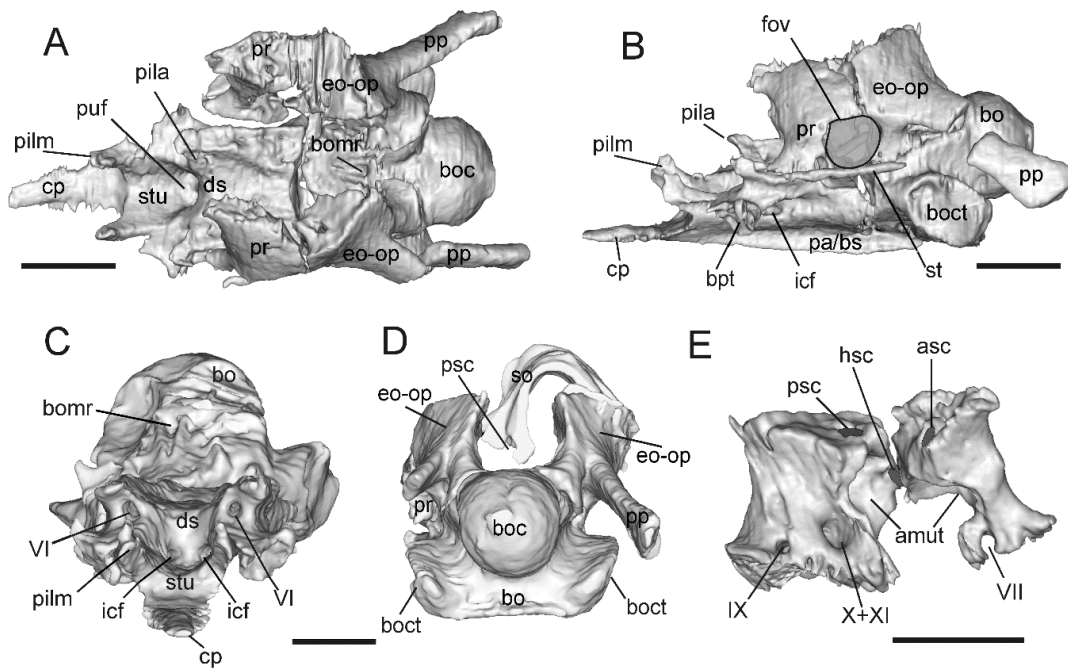 A
pr
pp
pila
eo-op
puf
pilm
bomr
cp
stu
ds
boc
pr
eo-op
pp
B
fov
eo-op
pila
pr
bo
pilm
pp
boct
pa/bs
cp
bpt
icf
st
C
bo
bomr
ds
VI
pilm
icf
stu
icf
VI
cp
D
psc
so
eo-op
eo-op
pr
boc
pp
boct
bo
boct
E
hsc
asc
psc
amut
VII
IX
X+XI